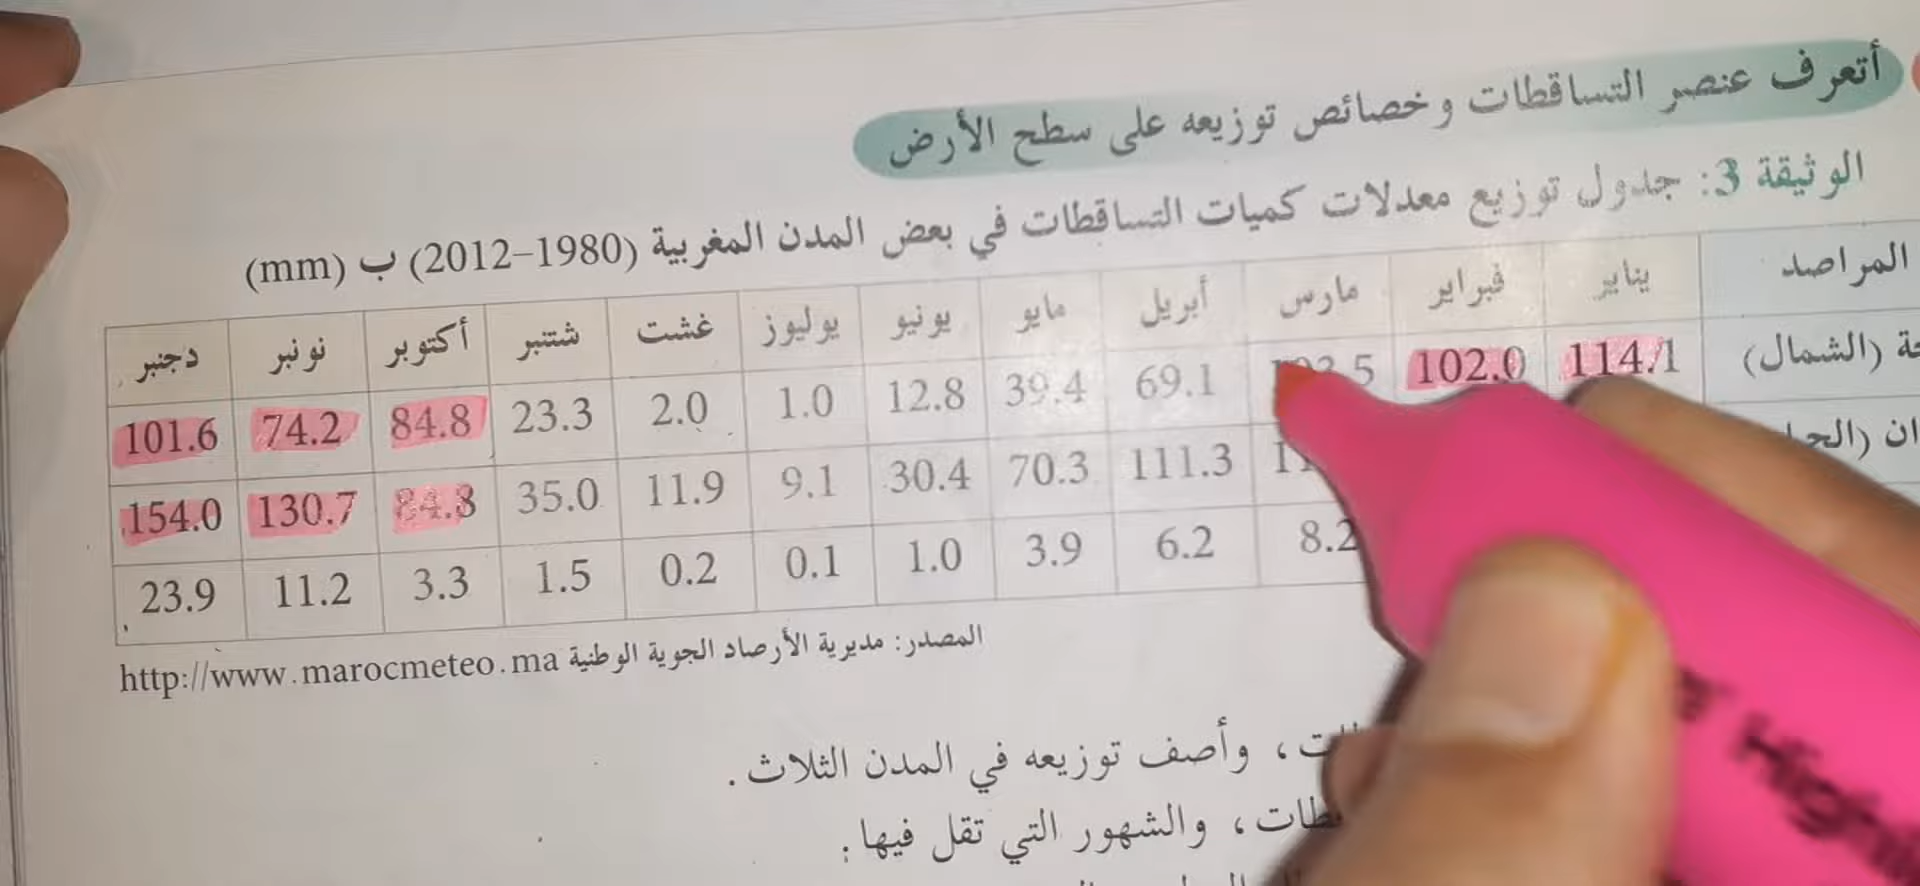 أتعرف عنصر التساقطات وخصائص توزيعه على سطح الأرض
الوثيقة 3: جدول توزيع معدلات كميات التساقطات في بعض المدن المغربية (1980-2012) ب (mm)
المراصد يناير فبراير مارس أبريل مايو يونيو يوليوز غشت شتنبر أكتوبر نونبر دجنبر
(الشمال) 114.1 102.0 69.1 39.4 12.8 1.0 2.0 23.3 84.8 74.2 101.6
111.3 70.3 30.4 9.1 11.9 35.0 84.8 130.7 154.0
8.2 6.2 3.9 1.0 0.1 0.2 1.5 3.3 11.2 23.9
المصدر: مديرية الأرصاد الجوية الوطنية http://www.marocmeteo.ma
، وأصف توزيعه في المدن الثلاث.
، والشهور التي تقل فيها: